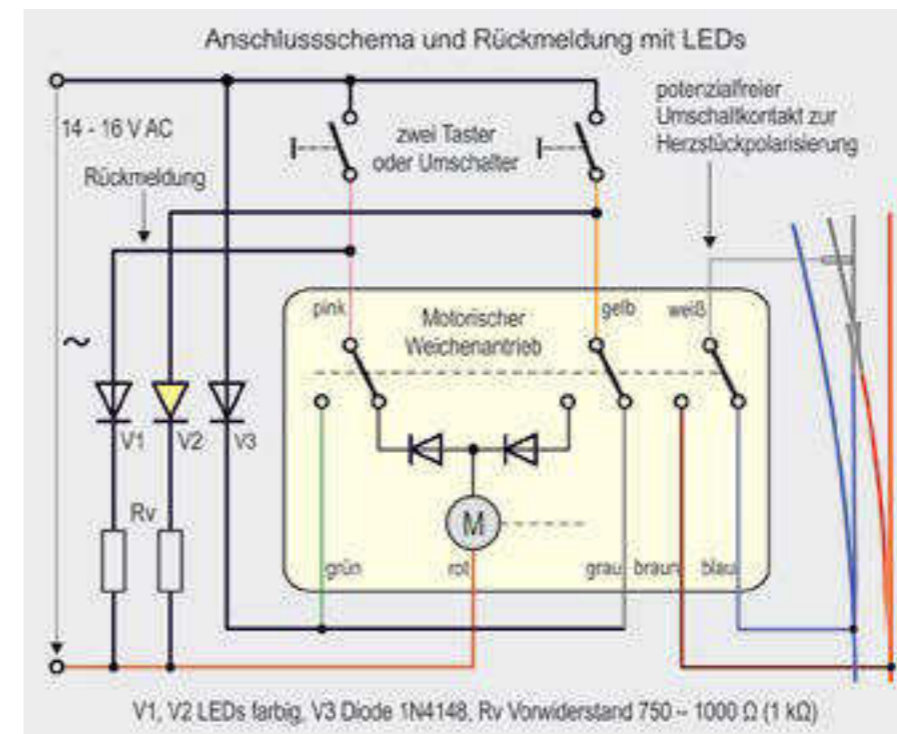 Anschlussschema und Rückmeldung mit LEDs
14 - 16 V AC
Rückmeldung
zwei Taster
oder Umschalter
potenzialfreier
Umschaltkontakt zur
Herzstückpolarisierung
pink
Motorischer
Weichenantrieb
gelb
weiß
~
V1
V2
V3
Rv
M
grün
rot
grau
braun
blau
V1, V2 LEDs farbig, V3 Diode 1N4148, Rv Vorwiderstand 750 – 1000 Ω (1 kΩ)